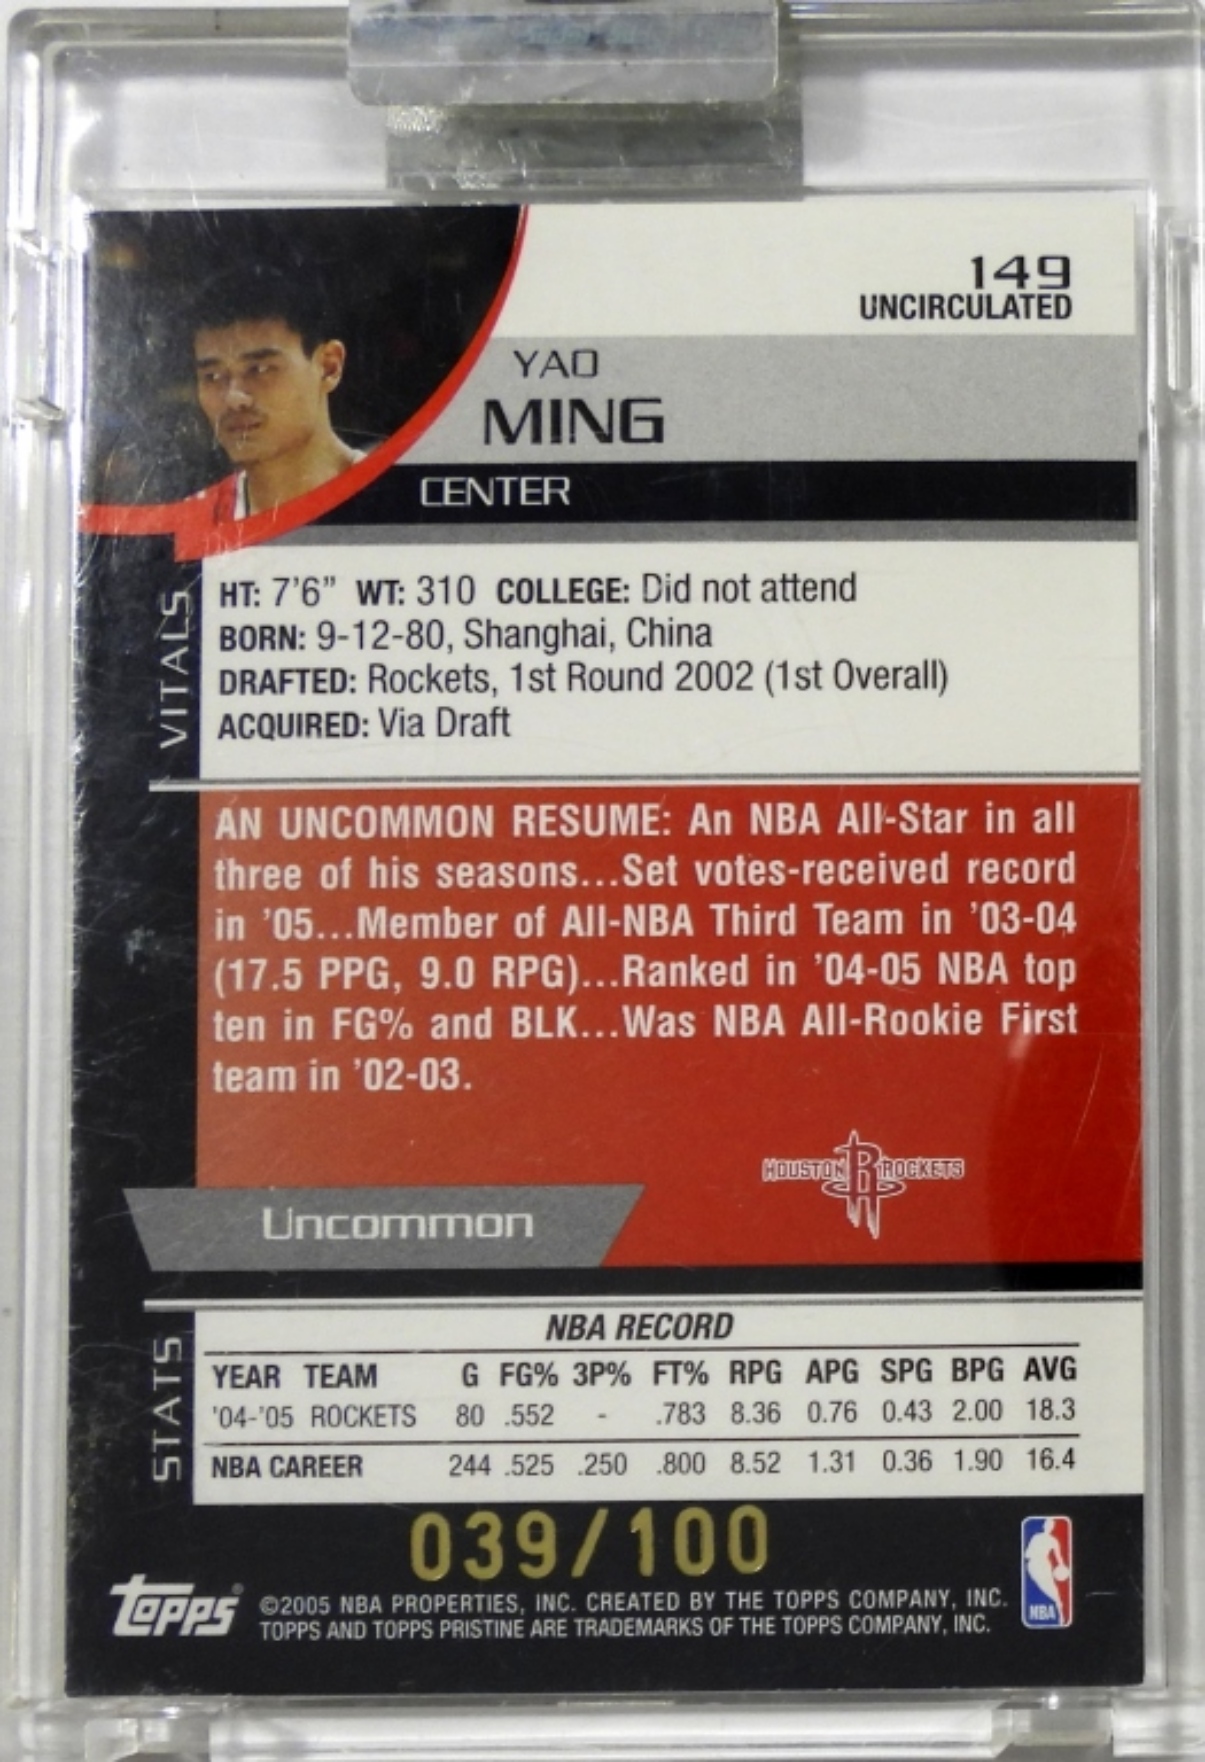 149
UNCIRCULATED
YAO
MING
CENTER
VITALS
HT: 7'6” WT: 310 COLLEGE: Did not attend
BORN: 9-12-80, Shanghai, China
DRAFTED: Rockets, 1st Round 2002 (1st Overall)
ACQUIRED: Via Draft
AN UNCOMMON RESUME: An NBA All-Star in all
three of his seasons...Set votes-received record
in '05...Member of All-NBA Third Team in '03-04
(17.5 PPG, 9.0 RPG)...Ranked in '04-05 NBA top
ten in FG% and BLK...Was NBA All-Rookie First
team in '02-03.
HOUSTON R ROCKETS
Uncommon
STATS
NBA RECORD
YEAR TEAM G FG% 3P% FT% RPG APG SPG BPG AVG
'04-'05 ROCKETS 80 .552 - .783 8.36 0.76 0.43 2.00 18.3
NBA CAREER 244 .525 .250 .800 8.52 1.31 0.36 1.90 16.4
039/100
Topps® ©2005 NBA PROPERTIES, INC. CREATED BY THE TOPPS COMPANY, INC.
TOPPS AND TOPPS PRISTINE ARE TRADEMARKS OF THE TOPPS COMPANY, INC.
NBA